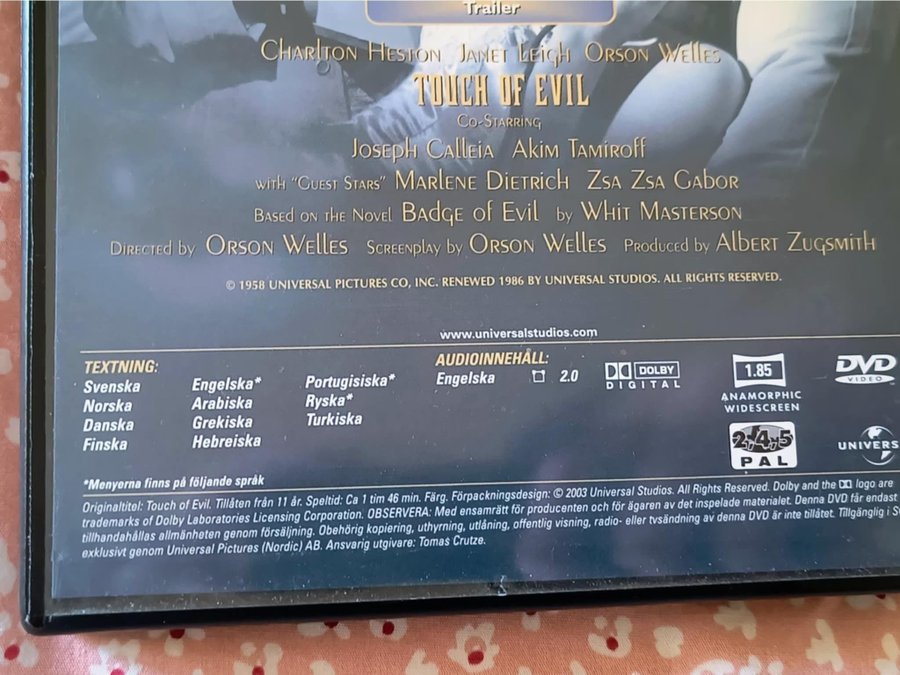 Trailer
Charlton Heston Janet Leigh Orson Welles
TOUCH OF EVIL
Co-Starring
Joseph Calleia Akim Tamiroff
with "Guest Stars" Marlene Dietrich Zsa Zsa Gabor
Based on the Novel Badge of Evil by Whit Masterson
Directed by Orson Welles Screenplay by Orson Welles Produced by Albert Zugsmith
© 1958 UNIVERSAL PICTURES CO, INC. RENEWED 1986 BY UNIVERSAL STUDIOS. ALL RIGHTS RESERVED.
www.universalstudios.com
TEXTNING:
Svenska
Norska
Danska
Finska
Engelska*
Arabiska
Grekiska
Hebreiska
Portugisiska*
Ryska*
Turkiska
*Menyerna finns på följande språk
AUDIOINNEHÅLL:
Engelska 2.0
DOLBY
DIGITAL
1.85
ANAMORPHIC
WIDESCREEN
DVD
VIDEO
2,4,5
PAL
UNIVERS
Originaltitel: Touch of Evil. Tillåten från 11 år. Speltid: Ca 1 tim 46 min. Färg. Förpackningsdesign: © 2003 Universal Studios. All Rights Reserved. Dolby and the logo are
trademarks of Dolby Laboratories Licensing Corporation. OBSERVERA: Med ensamrätt för producenten och för ägaren av det inspelade materialet. Denna DVD får endast
tillhandahållas allmänheten genom försäljning. Obehörig kopiering, uthyrning, utlåning, offentlig visning, radio- eller tvsändning av denna DVD är inte tillåtet. Tillgänglig i
exklusivt genom Universal Pictures (Nordic) AB. Ansvarig utgivare: Tomas Crutze.